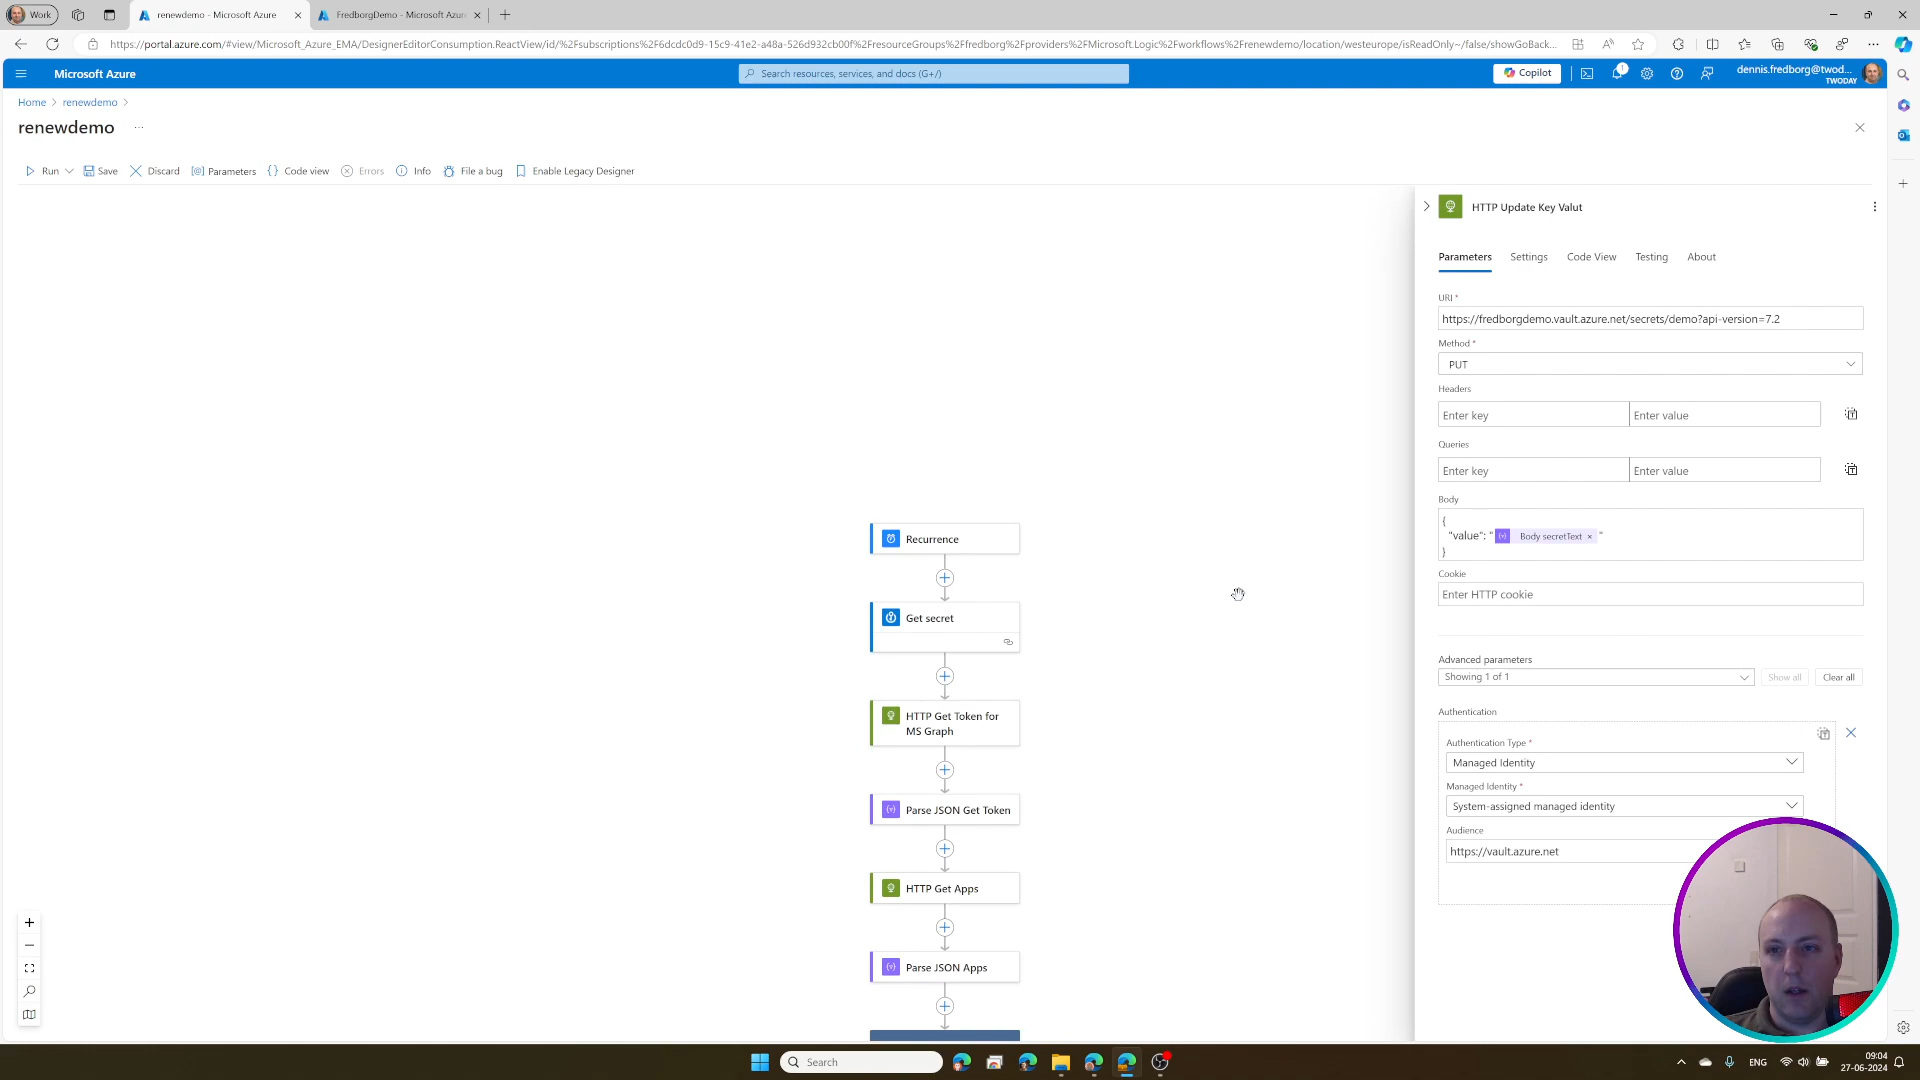 Work
renewdemo - Microsoft Azure
FredborgDemo - Microsoft Azur
https://portal.azure.com/#view/Microsoft_Azure_EMA/DesignerEditorConsumption.ReactView/id/%2Fsubscriptions%2F6dcdc0d9-15c9-41e2-a48a-526d932cb00f%2FresourceGroups%2Ffredborg%2Fproviders%2FMicrosoft.Logic%2Fworkflows%2Frenewdemo/location/westeurope/isReadOnly~/false/showGoBack...
Microsoft Azure
Search resources, services, and docs (G+/)
Copilot
1
dennis.fredborg@twod...
TWODAY
Home > renewdemo >
renewdemo ...
Run
Save
Discard
Parameters
Code view
Errors
Info
File a bug
Enable Legacy Designer
HTTP Update Key Valut
Parameters
Settings
Code View
Testing
About
URI *
https://fredborgdemo.vault.azure.net/secrets/demo?api-version=7.2
Method *
PUT
Headers
Enter key
Enter value
Queries
Enter key
Enter value
Body
{
"value": " Body secretText × "
}
Cookie
Enter HTTP cookie
Advanced parameters
Showing 1 of 1
Show all
Clear all
Authentication
Authentication Type *
Managed Identity
Managed Identity *
System-assigned managed identity
Audience
https://vault.azure.net
Recurrence
Get secret
HTTP Get Token for
MS Graph
Parse JSON Get Token
HTTP Get Apps
Parse JSON Apps
Search
ENG
09:04
27-06-2024